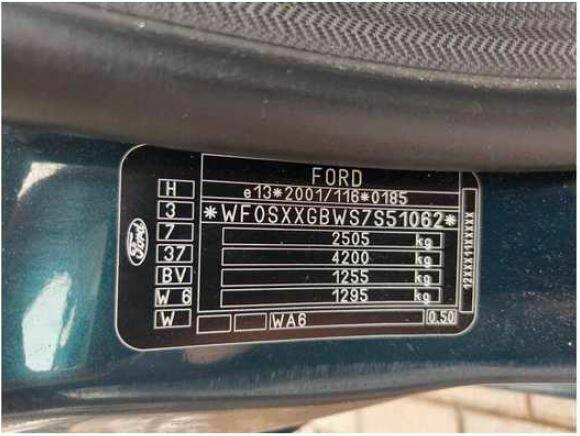 FORD
e13*2001/116*0185
*WF0SXXGBWS7S51062*
2505 kg
4200 kg
1255 kg
1295 kg
H
3
7
37
BV
W 6
W
WA6
0.50
12XXX11XXXXX
Ford